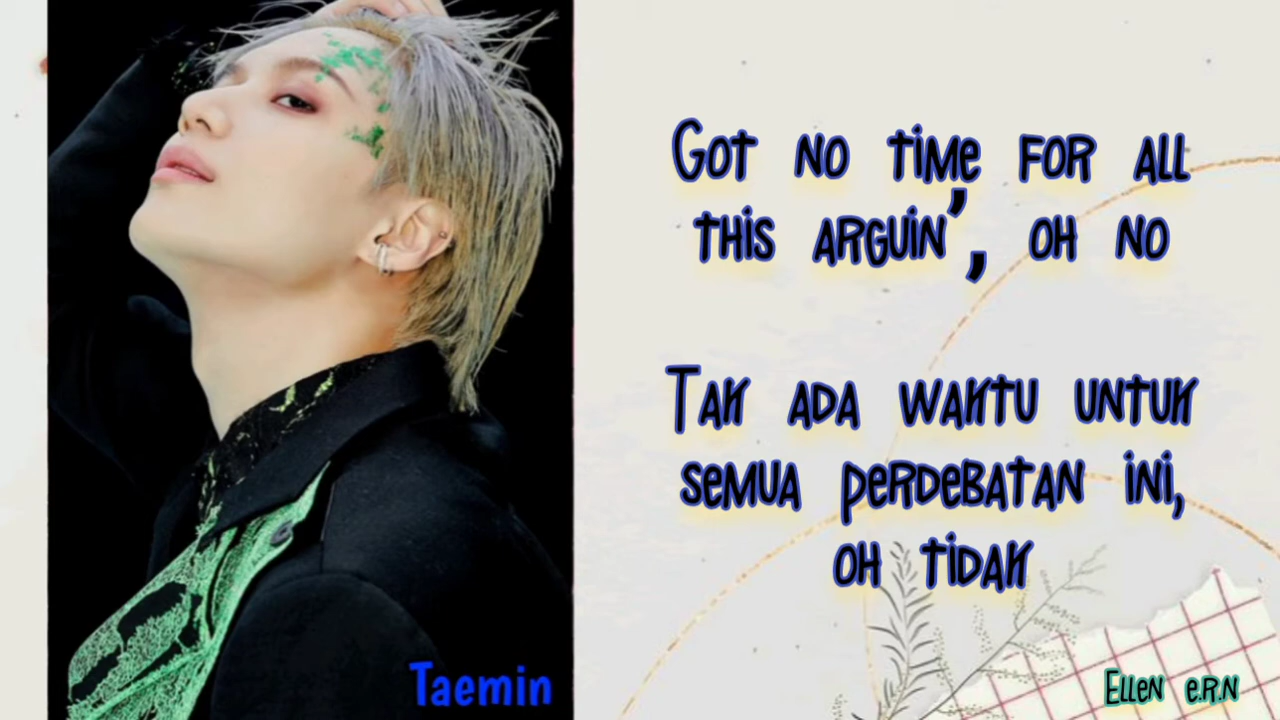 Got no time, for all
this arguin', oh no
Tak ada waktu untuk
semua perdebatan ini,
oh tidak
Taemin
Ellen e.r.n